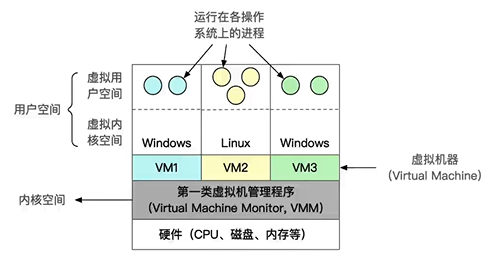 运行在各操作
系统上的进程
虚拟用
户空间
用户空间
虚拟内
核空间
Windows
Linux
Windows
VM1
VM2
VM3
虚拟机器
(Virtual Machine)
内核空间
第一类虚拟机管理程序
(Virtual Machine Monitor, VMM)
硬件（CPU、磁盘、内存等）